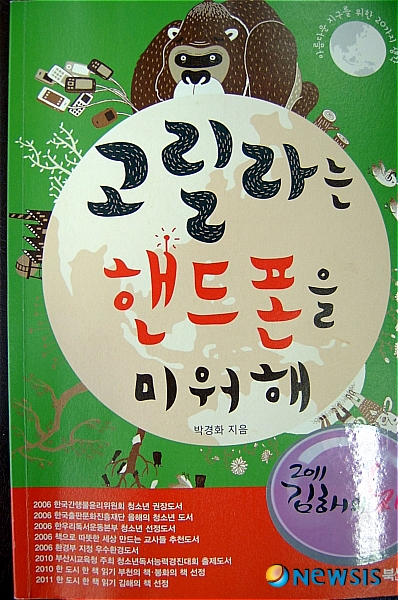 아름다운 지구를 위한 20가지
고릴라는
핸드폰을
미워해
박경화 지음
2011
김해의
2006 한국간행물윤리위원회 청소년 권장도서
2006 한국출판문화진흥재단 올해의 청소년 도서
2006 한우리독서운동본부 청소년 선정도서
2006 책으로 따뜻한 세상 만드는 교사들 추천도서
2006 환경부 지정 우수환경도서
2010 부산시교육청 주최 청소년독서능력경진대회 출제도서
2010 한 도시 한 책 읽기 부천의 책·봉화의 책 선정
2011 한 도시 한 책 읽기 김해의 책 선정
newsis